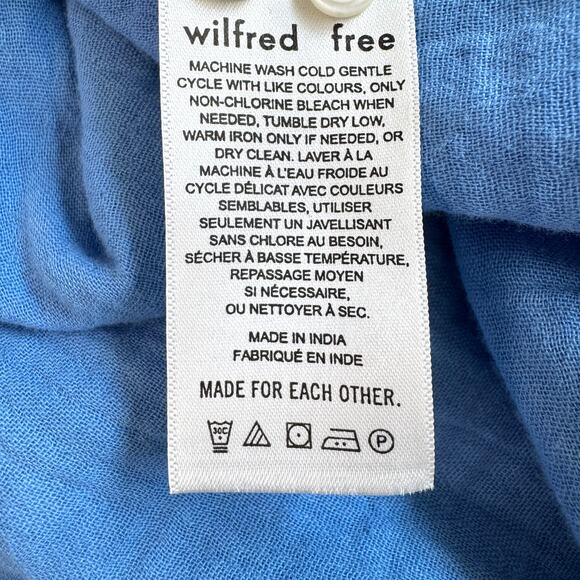 wilfred free
MACHINE WASH COLD GENTLE
CYCLE WITH LIKE COLOURS, ONLY
NON-CHLORINE BLEACH WHEN
NEEDED, TUMBLE DRY LOW,
WARM IRON ONLY IF NEEDED, OR
DRY CLEAN. LAVER À LA
MACHINE À L'EAU FROIDE AU
CYCLE DÉLICAT AVEC COULEURS
SEMBLABLES, UTILISER
SEULEMENT UN JAVELLISANT
SANS CHLORE AU BESOIN,
SÉCHER À BASSE TEMPÉRATURE,
REPASSAGE MOYEN
SI NÉCESSAIRE,
OU NETTOYER À SEC.
MADE IN INDIA
FABRIQUÉ EN INDE
MADE FOR EACH OTHER.
30C P